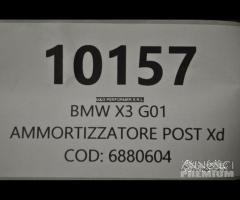 10157
BMW X3 G01
AMMORTIZZATORE POST Xd
COD: 6880604
PREMIUM